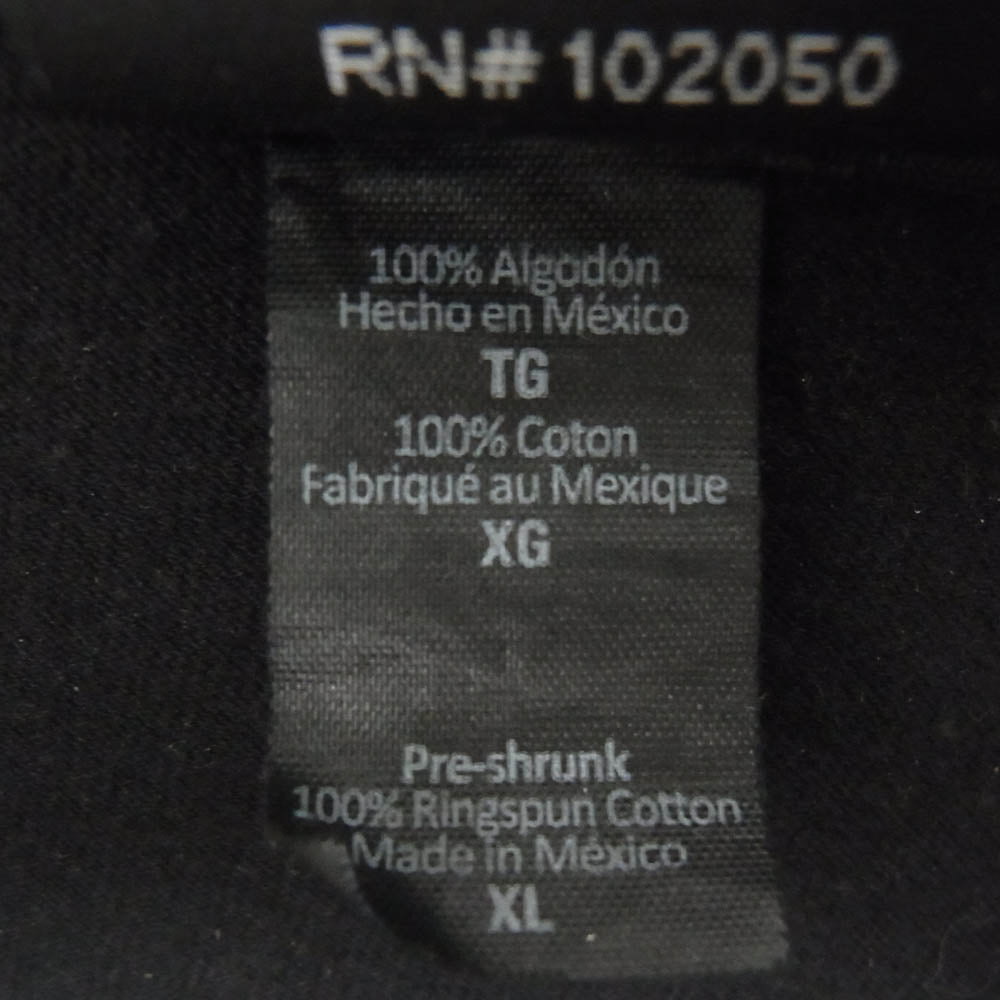 RN# 102050
100% Algodón
Hecho en México
TG
100% Coton
Fabriqué au Mexique
XG
Pre-shrunk
100% Ringspun Cotton
Made in México
XL